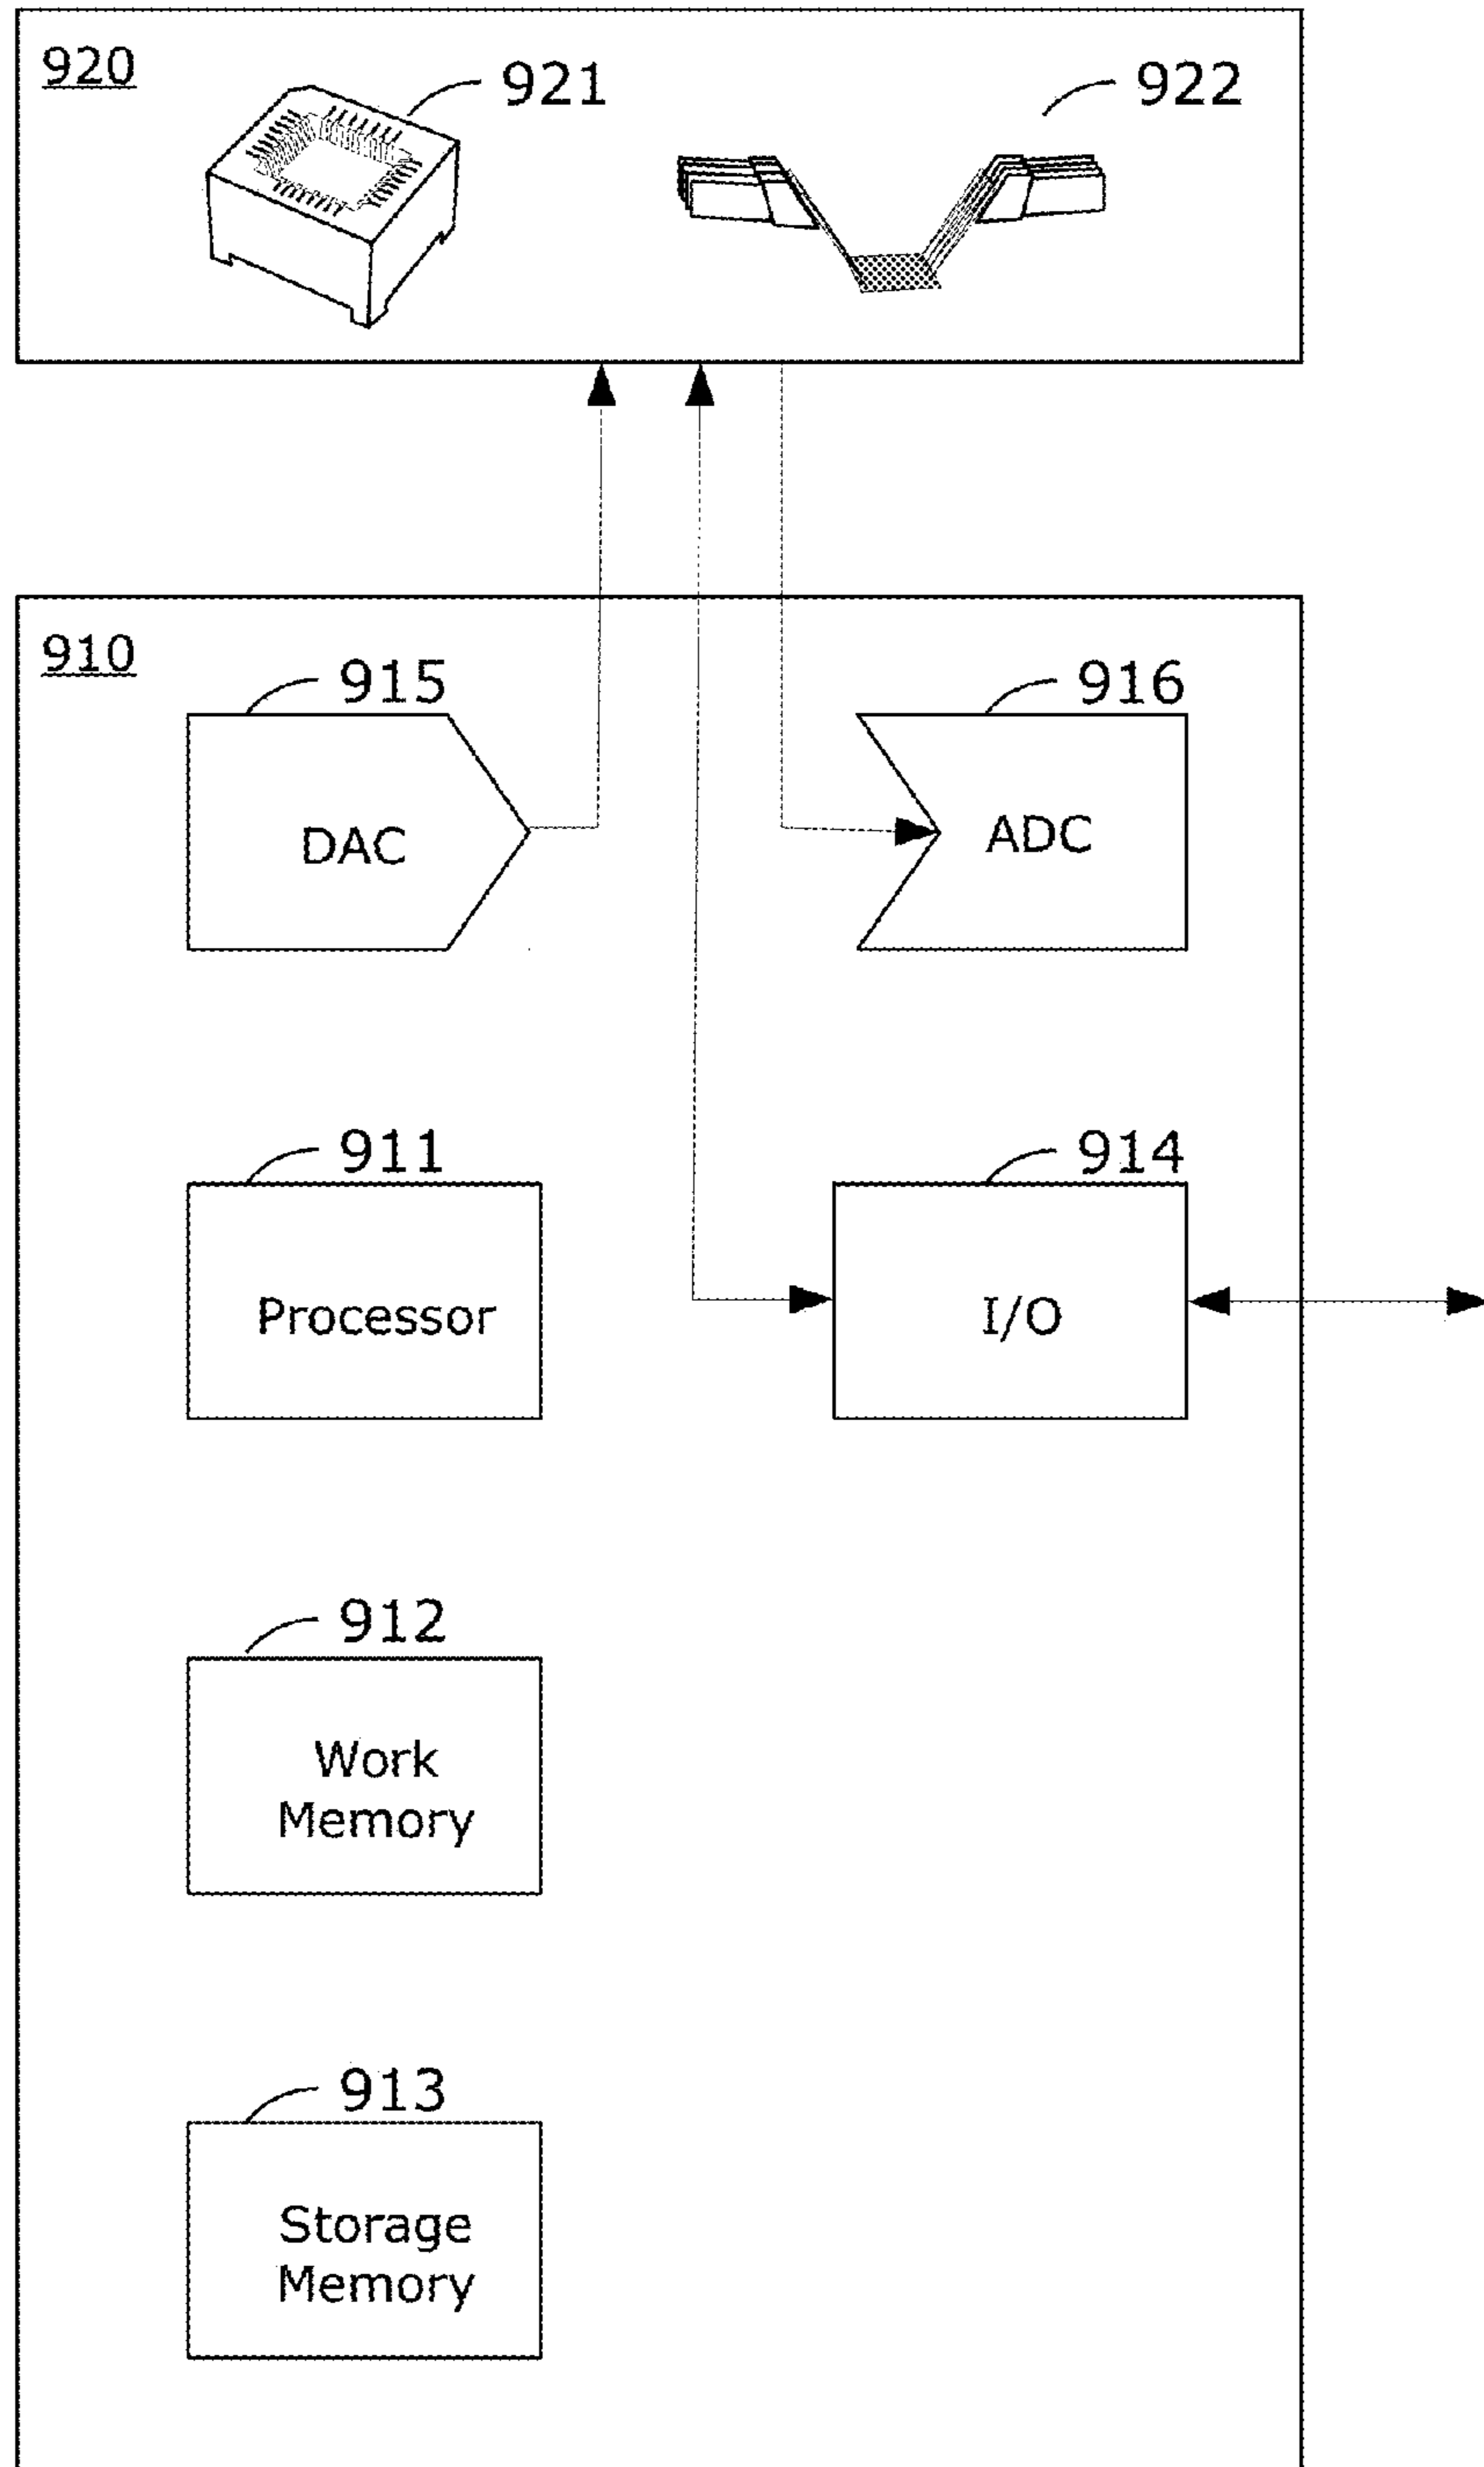 920
921
922
910
915
916
DAC
ADC
911
914
Processor
I/O
912
Work
Memory
913
Storage
Memory